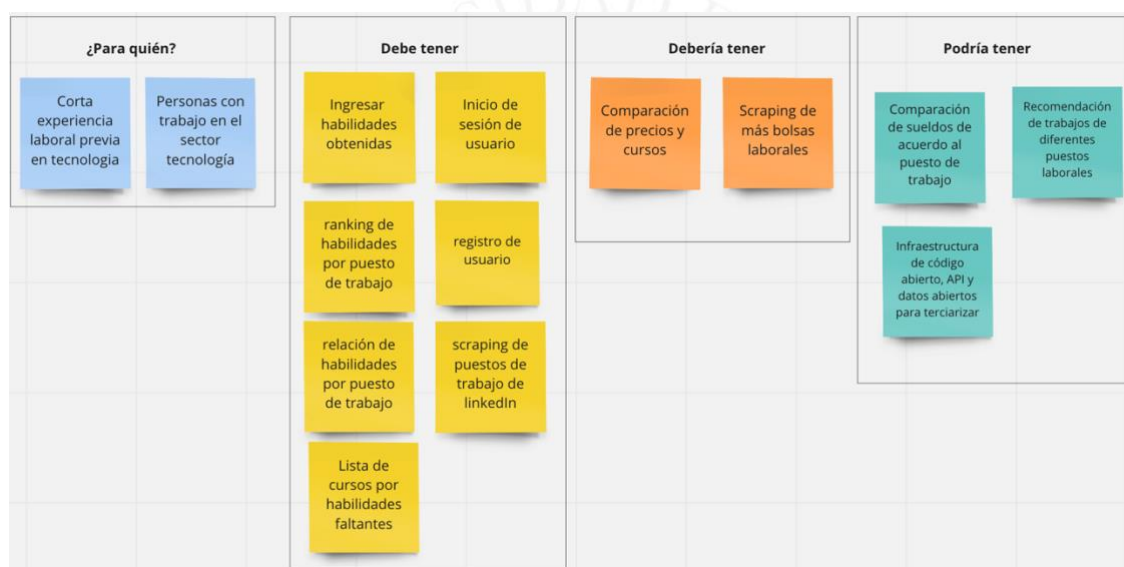 ¿Para quién?
Corta
experiencia
laboral previa
en tecnologia
Personas con
trabajo en el
sector
tecnología
Debe tener
Ingresar
habilidades
obtenidas
Inicio de
sesión de
usuario
ranking de
habilidades
por puesto
de trabajo
registro de
usuario
relación de
habilidades
por puesto
de trabajo
scraping de
puestos de
trabajo de
linkedIn
Lista de
cursos por
habilidades
faltantes
Debería tener
Comparación
de precios y
cursos
Scraping de
más bolsas
laborales
Podría tener
Comparación
de sueldos de
acuerdo al
puesto de
trabajo
Recomendación
de trabajos de
diferentes
puestos
laborales
Infraestructura
de código
abierto, API y
datos abiertos
para terciarizar